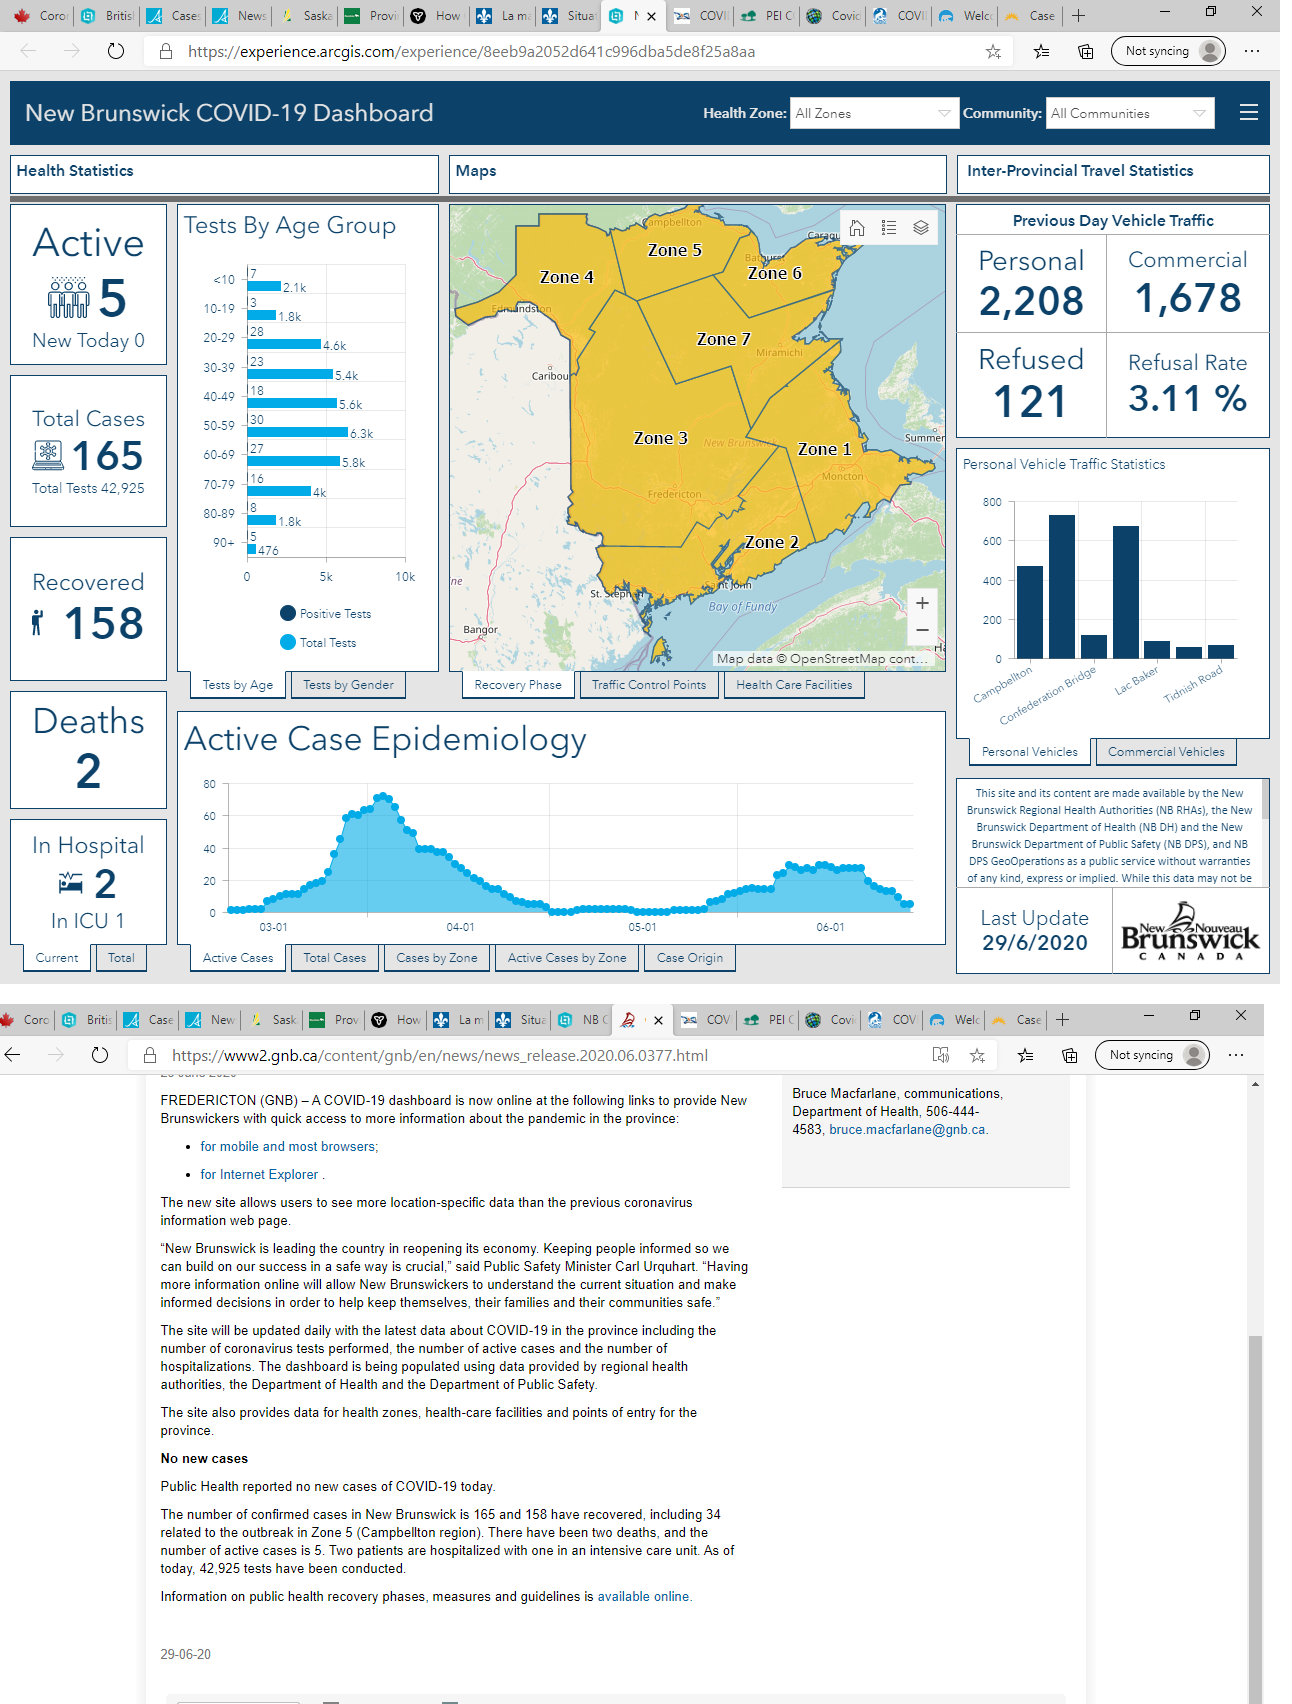 Coror
Britis
Cases
News
Saska
Provi
How
La ma
Situat
N
COVI
PEI C
Covid
COVI
Welco
Case
https://experience.arcgis.com/experience/8eeb9a2052d641c996dba5de8f25a8aa
Not syncing
New Brunswick COVID-19 Dashboard
Health Zone: All Zones
Community: All Communities
Health Statistics
Maps
Inter-Provincial Travel Statistics
Active
5
New Today 0
Total Cases
165
Total Tests 42,925
Recovered
158
Deaths
2
In Hospital
2
In ICU 1
Current
Total
Tests By Age Group
<10 7 2.1k
10-19 3 1.8k
20-29 28 4.6k
30-39 23 5.4k
40-49 18 5.6k
50-59 30 6.3k
60-69 27 5.8k
70-79 16 4k
80-89 8 1.8k
90+ 5 476
0 5k 10k
Positive Tests
Total Tests
Tests by Age
Tests by Gender
Campbellton
Zone 5
Caraqu
Bathurst
Zone 4
Zone 6
Edmundston
Zone 7
Miramichi
Caribou
Zone 3
New Brunswick
Zone 1
Summer
Moncton
Fredericton
Zone 2
ne
St. Stephen
Saint John
Bay of Fundy
Bangor
Ha
Map data © OpenStreetMap cont...
Recovery Phase
Traffic Control Points
Health Care Facilities
Active Case Epidemiology
80
60
40
20
0
03-01 04-01 05-01 06-01
Active Cases
Total Cases
Cases by Zone
Active Cases by Zone
Case Origin
Previous Day Vehicle Traffic
Personal
2,208
Commercial
1,678
Refused
121
Refusal Rate
3.11 %
Personal Vehicle Traffic Statistics
800
600
400
200
0
Campbellton
Confederation Bridge
Lac Baker
Tidnish Road
Personal Vehicles
Commercial Vehicles
This site and its content are made available by the New
Brunswick Regional Health Authorities (NB RHAs), the New
Brunswick Department of Health (NB DH) and the New
Brunswick Department of Public Safety (NB DPS), and NB
DPS GeoOperations as a public service without warranties
of any kind, express or implied. While this data may not be
Last Update
29/6/2020
New Nouveau
Brunswick
CANADA
Coro
Britis
Case
New
Sask
Prov
How
La m
Situa
NB C
COV
PEI C
Covi
COV
Welc
Case
https://www2.gnb.ca/content/gnb/en/news/news_release.2020.06.0377.html
Not syncing
FREDERICTON (GNB) – A COVID-19 dashboard is now online at the following links to provide New
Brunswickers with quick access to more information about the pandemic in the province:
• for mobile and most browsers;
• for Internet Explorer .
The new site allows users to see more location-specific data than the previous coronavirus
information web page.
“New Brunswick is leading the country in reopening its economy. Keeping people informed so we
can build on our success in a safe way is crucial,” said Public Safety Minister Carl Urquhart. “Having
more information online will allow New Brunswickers to understand the current situation and make
informed decisions in order to help keep themselves, their families and their communities safe.”
The site will be updated daily with the latest data about COVID-19 in the province including the
number of coronavirus tests performed, the number of active cases and the number of
hospitalizations. The dashboard is being populated using data provided by regional health
authorities, the Department of Health and the Department of Public Safety.
The site also provides data for health zones, health-care facilities and points of entry for the
province.
No new cases
Public Health reported no new cases of COVID-19 today.
The number of confirmed cases in New Brunswick is 165 and 158 have recovered, including 34
related to the outbreak in Zone 5 (Campbellton region). There have been two deaths, and the
number of active cases is 5. Two patients are hospitalized with one in an intensive care unit. As of
today, 42,925 tests have been conducted.
Information on public health recovery phases, measures and guidelines is available online.
29-06-20
Bruce Macfarlane, communications,
Department of Health, 506-444-
4583, bruce.macfarlane@gnb.ca.